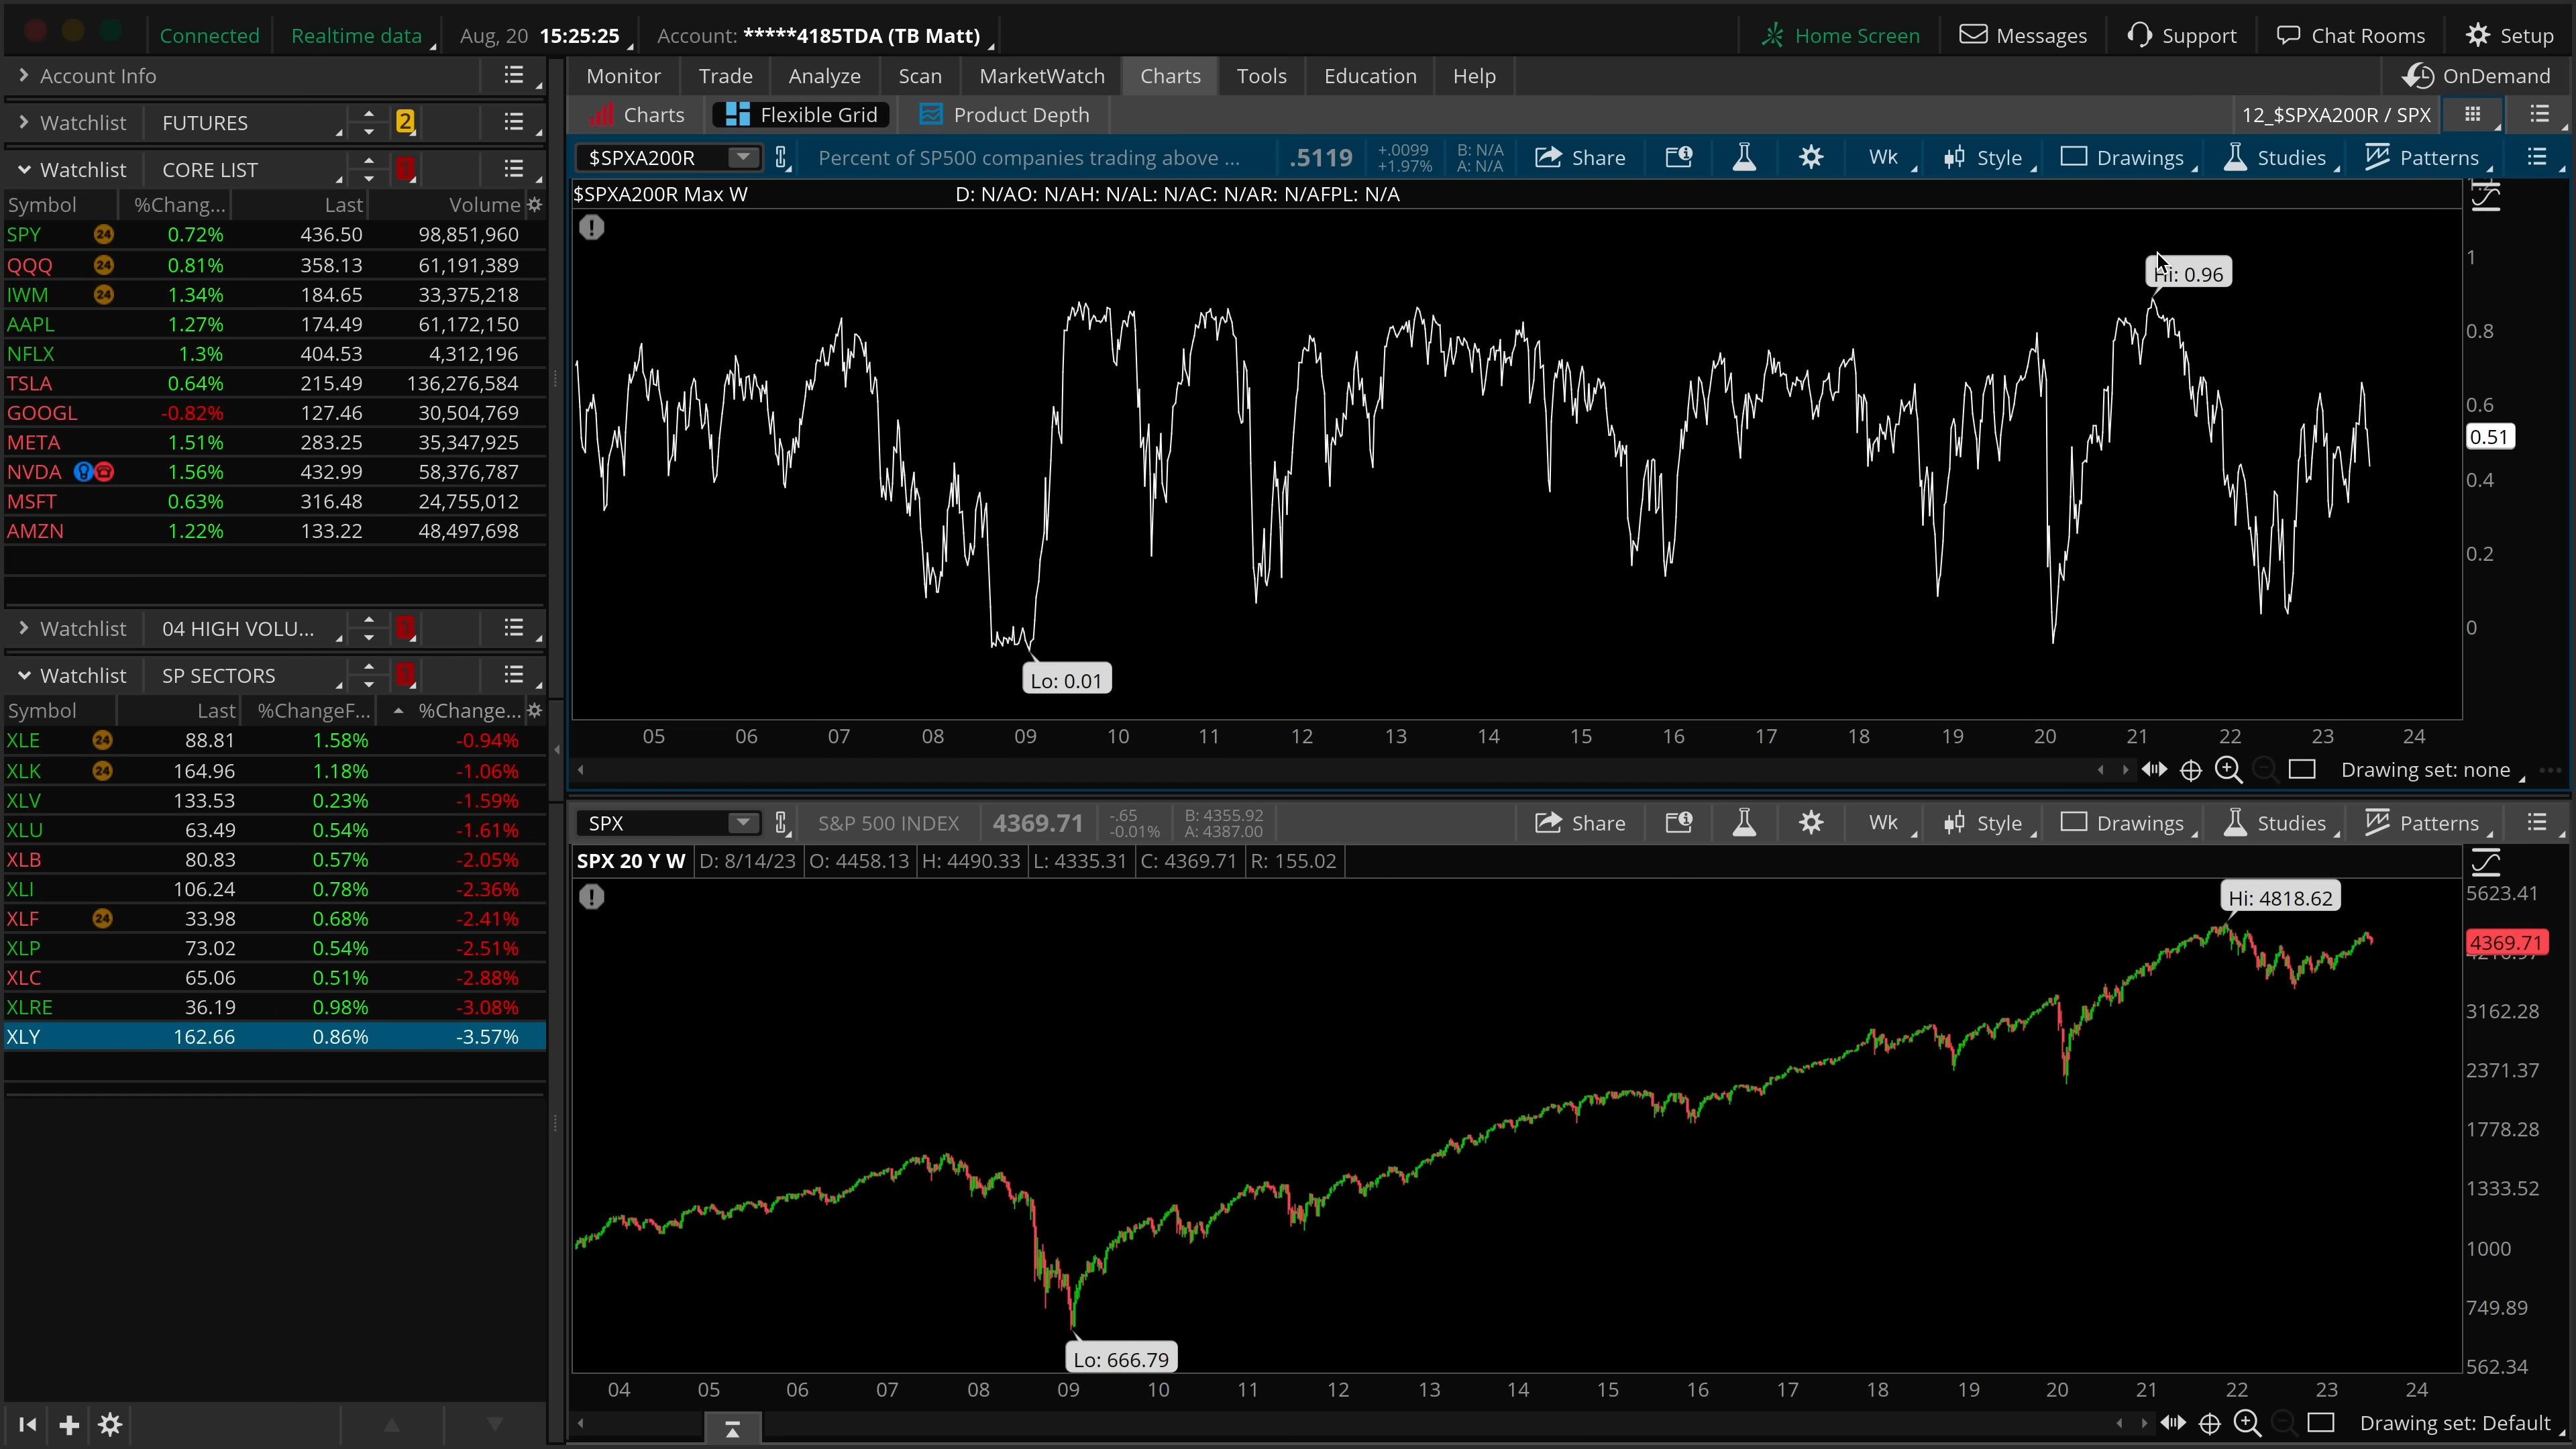 Connected Realtime data Aug, 20 15:25:25 Account: *****4185TDA (TB Matt) Home Screen Messages Support Chat Rooms Setup
Account Info
Monitor Trade Analyze Scan MarketWatch Charts Tools Education Help OnDemand
Charts Flexible Grid Product Depth 12_$SPXA200R / SPX
Watchlist FUTURES 2
Watchlist CORE LIST 1
Symbol %Chang... Last Volume
SPY 24 0.72% 436.50 98,851,960
QQQ 24 0.81% 358.13 61,191,389
IWM 24 1.34% 184.65 33,375,218
AAPL 1.27% 174.49 61,172,150
NFLX 1.3% 404.53 4,312,196
TSLA 0.64% 215.49 136,276,584
GOOGL -0.82% 127.46 30,504,769
META 1.51% 283.25 35,347,925
NVDA 1.56% 432.99 58,376,787
MSFT 0.63% 316.48 24,755,012
AMZN 1.22% 133.22 48,497,698
Watchlist 04 HIGH VOLU... 1
Watchlist SP SECTORS 1
Symbol Last %ChangeF... %Change...
XLE 24 88.81 1.58% -0.94%
XLK 24 164.96 1.18% -1.06%
XLV 133.53 0.23% -1.59%
XLU 63.49 0.54% -1.61%
XLB 80.83 0.57% -2.05%
XLI 106.24 0.78% -2.36%
XLF 24 33.98 0.68% -2.41%
XLP 73.02 0.54% -2.51%
XLC 65.06 0.51% -2.88%
XLRE 36.19 0.98% -3.08%
XLY 162.66 0.86% -3.57%
$SPXA200R Percent of SP500 companies trading above ... .5119 +.0099 +1.97% B: N/A A: N/A Share Wk Style Drawings Studies Patterns
$SPXA200R Max W D: N/AO: N/AH: N/AL: N/AC: N/AR: N/AFPL: N/A
1
Hi: 0.96
0.8
0.6
0.51
0.4
0.2
0
Lo: 0.01
05 06 07 08 09 10 11 12 13 14 15 16 17 18 19 20 21 22 23 24
Drawing set: none
SPX S&P 500 INDEX 4369.71 -.65 -0.01% B: 4355.92 A: 4387.00 Share Wk Style Drawings Studies Patterns
SPX 20 Y W D: 8/14/23 O: 4458.13 H: 4490.33 L: 4335.31 C: 4369.71 R: 155.02
5623.41
Hi: 4818.62
4369.71
3162.28
2371.37
1778.28
1333.52
1000
749.89
Lo: 666.79
562.34
04 05 06 07 08 09 10 11 12 13 14 15 16 17 18 19 20 21 22 23 24
Drawing set: Default